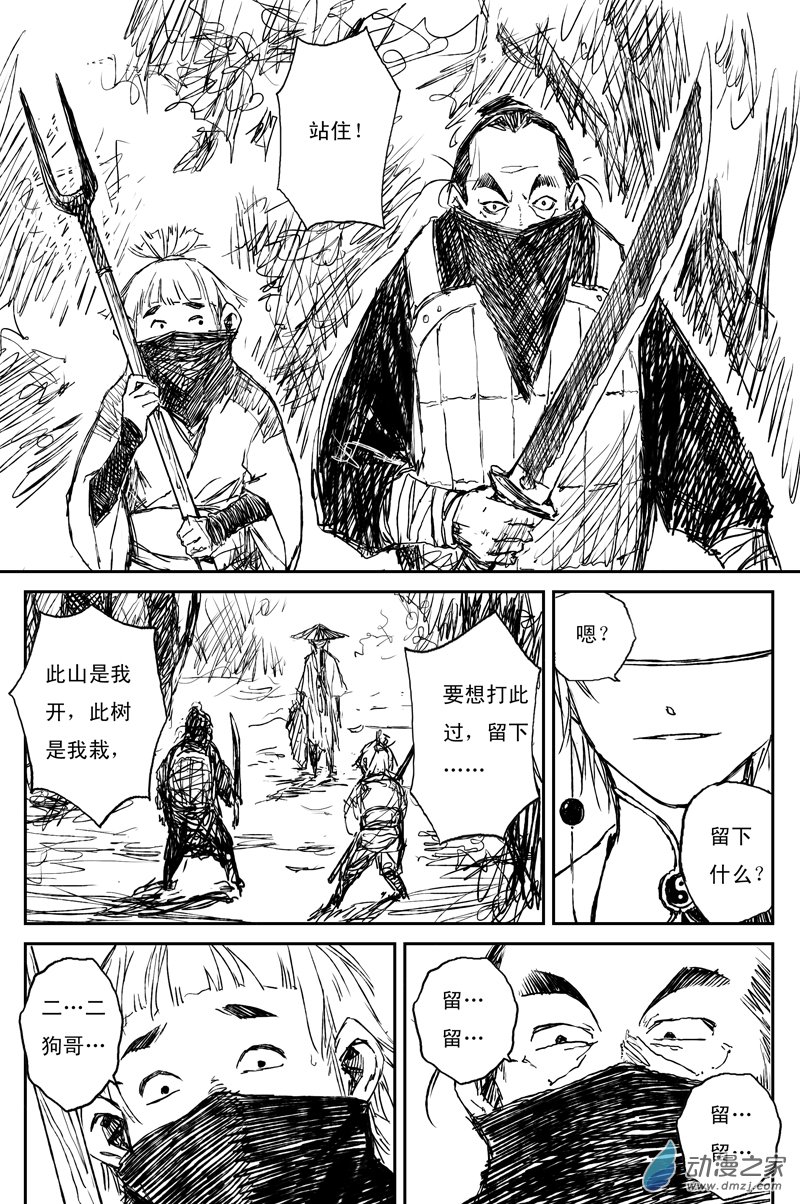 站住！
此山是我
开，此树
是我栽，
要想打此
过，留下
……
嗯？
留下
什么？
二…二
狗哥…
留…
留…
留…
留…
动漫之家
www.dmzj.com